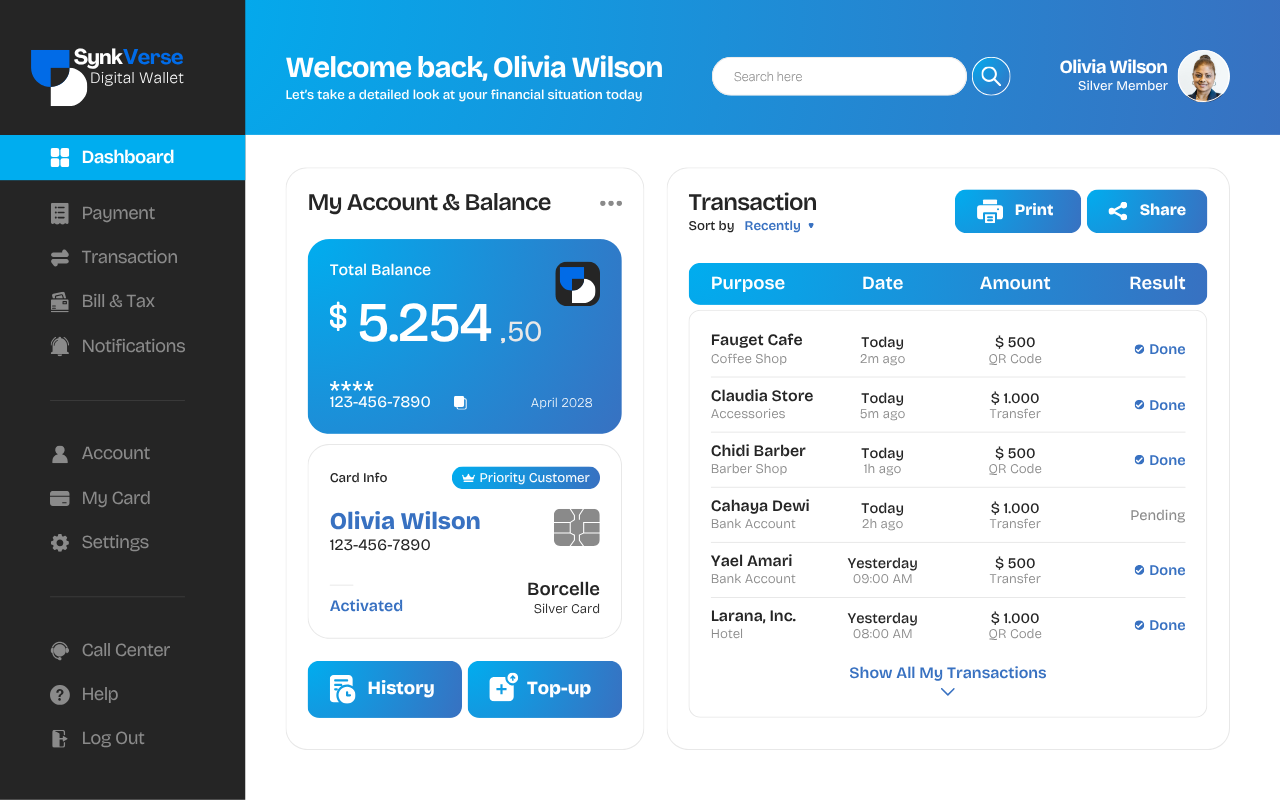 SynkVerse
Digital Wallet
Welcome back, Olivia Wilson
Let's take a detailed look at your financial situation today
Search here
Olivia Wilson
Silver Member
Dashboard
Payment
Transaction
Bill & Tax
Notifications
Account
My Card
Settings
Call Center
Help
Log Out
My Account & Balance
Total Balance
$ 5.254 ,50
****
123-456-7890
April 2028
Card Info
Priority Customer
Olivia Wilson
123-456-7890
Activated
Borcelle
Silver Card
History
Top-up
Transaction
Sort by Recently
Print
Share
Purpose Date Amount Result
Fauget Cafe Today $ 500 Done
Coffee Shop 2m ago QR Code
Claudia Store Today $ 1.000 Done
Accessories 5m ago Transfer
Chidi Barber Today $ 500 Done
Barber Shop 1h ago QR Code
Cahaya Dewi Today $ 1.000 Pending
Bank Account 2h ago Transfer
Yael Amari Yesterday $ 500 Done
Bank Account 09:00 AM Transfer
Larana, Inc. Yesterday $ 1.000 Done
Hotel 08:00 AM QR Code
Show All My Transactions